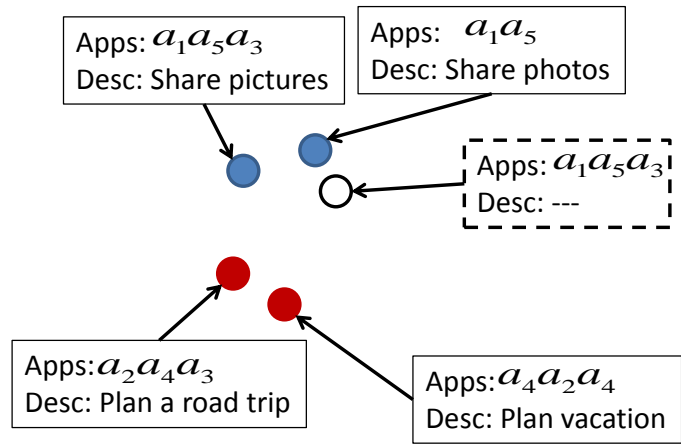 Apps: a₁a₅a₃
Desc: Share pictures
Apps: a₁a₅
Desc: Share photos
Apps: a₁a₅a₃
Desc: ---
Apps: a₂a₄a₃
Desc: Plan a road trip
Apps: a₄a₂a₄
Desc: Plan vacation